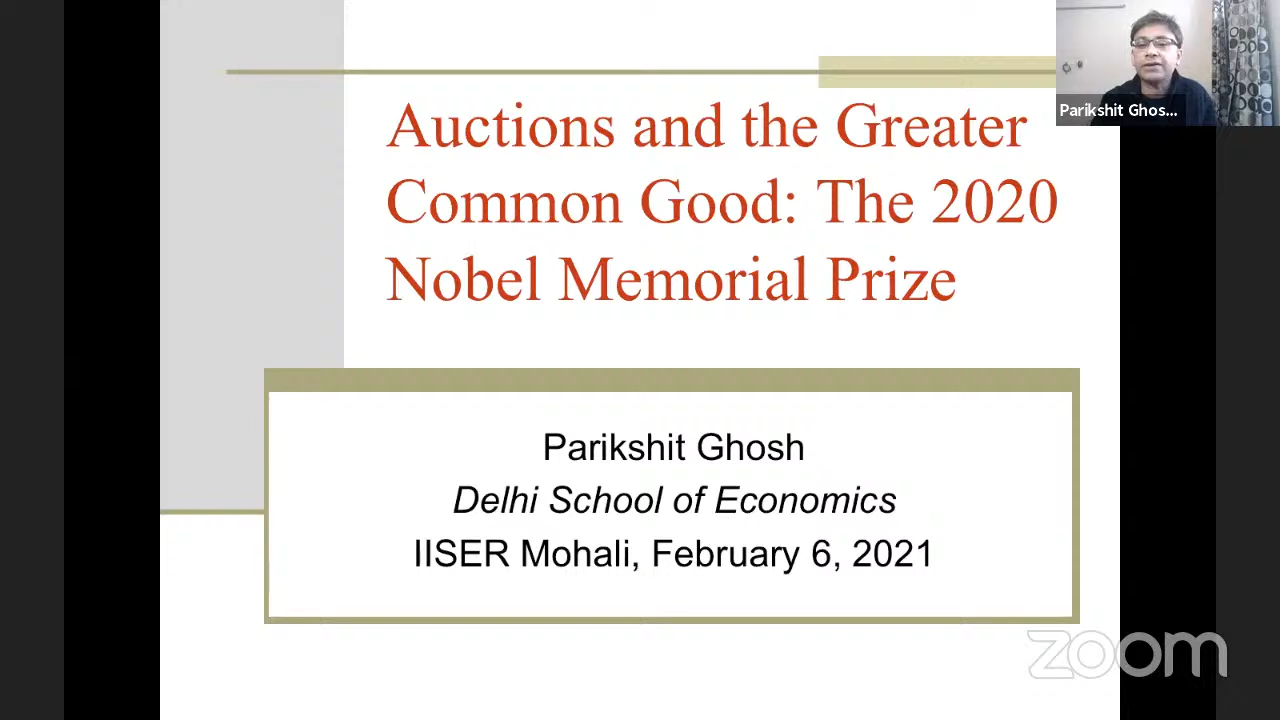 Auctions and the Greater
Common Good: The 2020
Nobel Memorial Prize
Parikshit Ghos...
Parikshit Ghosh
Delhi School of Economics
IISER Mohali, February 6, 2021
zoom